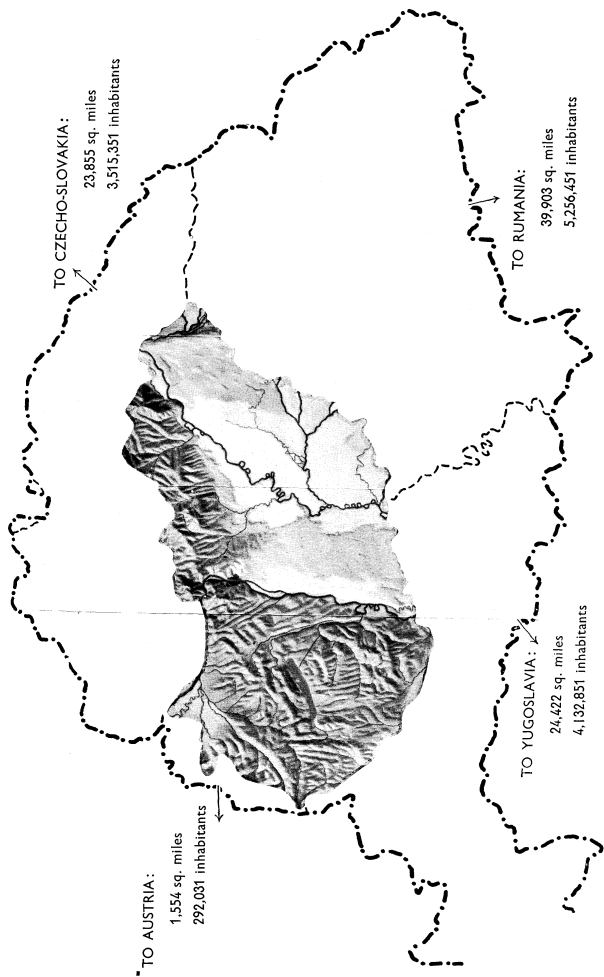 TO CZECHO-SLOVAKIA:
23,855 sq. miles
3,515,351 inhabitants
TO RUMANIA:
39,903 sq. miles
5,256,451 inhabitants
TO AUSTRIA:
1,554 sq. miles
292,031 inhabitants
TO YUGOSLAVIA:
24,422 sq. miles
4,132,851 inhabitants